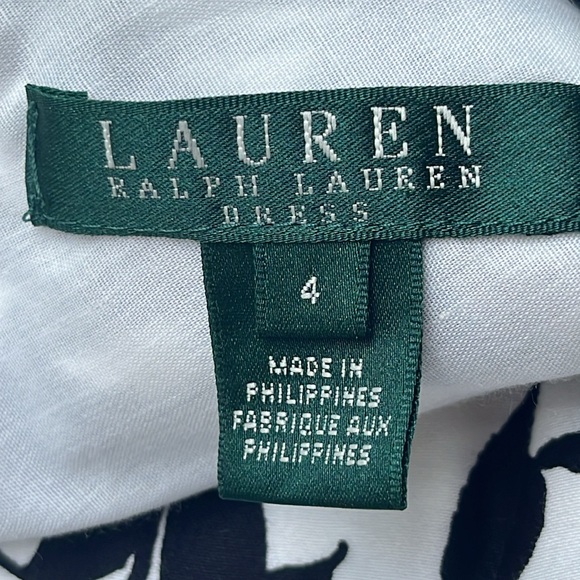 LAUREN
RALPH LAUREN
DRESS
4
MADE IN
PHILIPPINES
FABRIQUE AUX
PHILIPPINES